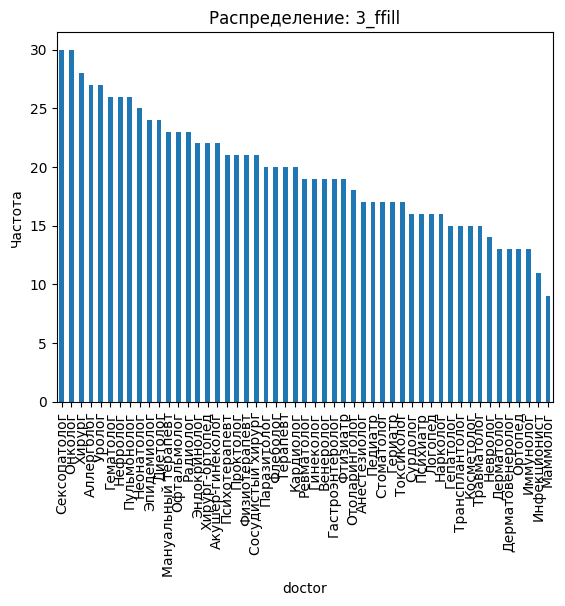 Распределение: 3_ffill
Частота
30
25
20
15
10
5
0
Сексопатолог
Онколог
Хирург
Аллерголог
Уролог
Гематолог
Нефролог
Пульмонолог
Неонатолог
Эпидемиолог
Диетолог
Мануальный терапевт
Офтальмолог
Радиолог
Эндокринолог
Хирург-ортопед
Акушер-гинеколог
Психотерапевт
Проктолог
Физиотерапевт
Сосудистый хирург
Паразитолог
Флеболог
Терапевт
Кардиолог
Ревматолог
Гинеколог
Венеролог
Гастроэнтеролог
Фтизиатр
Отоларинголог
Анестезиолог
Педиатр
Стоматолог
Гериатр
Токсиколог
Сурдолог
Психиатр
Логопед
Нарколог
Гепатолог
Трансплантолог
Косметолог
Травматолог
Невролог
Дерматолог
Дерматовенеролог
Ортопед
Иммунолог
Инфекционист
Маммолог
doctor